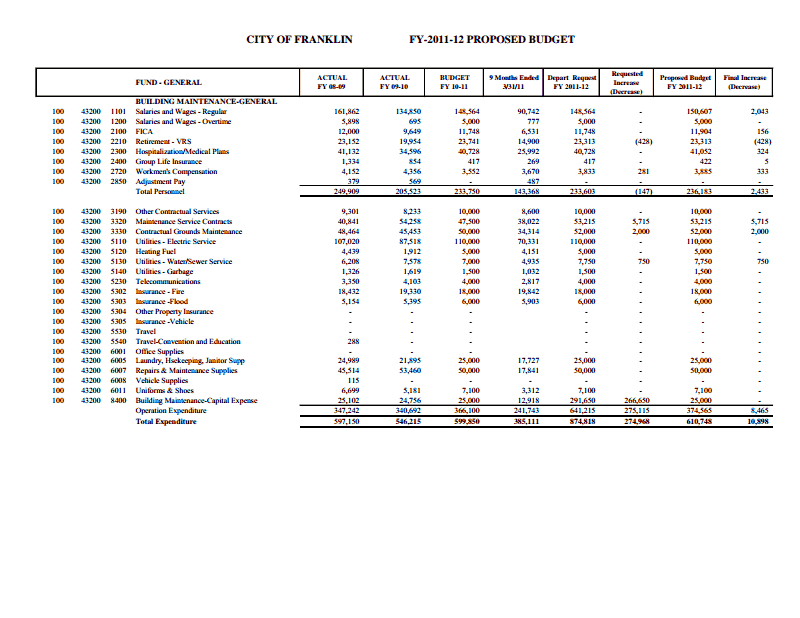 CITY OF FRANKLIN FY-2011-12 PROPOSED BUDGET
FUND - GENERAL ACTUAL FY 08-09 ACTUAL FY 09-10 BUDGET FY 10-11 9 Months Ended 3/31/11 Depart Request FY 2011-12 Requested Increase (Decrease) Proposed Budget FY 2011-12 Final Increase (Decrease)
BUILDING MAINTENANCE-GENERAL
100 43200 1101 Salaries and Wages - Regular 161,862 134,850 148,564 90,742 148,564 - 150,607 2,043
100 43200 1200 Salaries and Wages - Overtime 5,898 695 5,000 777 5,000 - 5,000 -
100 43200 2100 FICA 12,000 9,649 11,748 6,531 11,748 - 11,904 156
100 43200 2210 Retirement - VRS 23,152 19,954 23,741 14,900 23,313 (428) 23,313 (428)
100 43200 2300 Hospitalization/Medical Plans 41,132 34,596 40,728 25,992 40,728 - 41,052 324
100 43200 2400 Group Life Insurance 1,334 854 417 269 417 - 422 5
100 43200 2720 Workmen's Compensation 4,152 4,356 3,552 3,670 3,833 281 3,885 333
100 43200 2850 Adjustment Pay 379 569 - 487 - - - -
Total Personnel 249,909 205,523 233,750 143,368 233,603 (147) 236,183 2,433
100 43200 3190 Other Contractual Services 9,301 8,233 10,000 8,600 10,000 - 10,000 -
100 43200 3320 Maintenance Service Contracts 40,841 54,258 47,500 38,022 53,215 5,715 53,215 5,715
100 43200 3330 Contractual Grounds Maintenance 48,464 45,453 50,000 34,314 52,000 2,000 52,000 2,000
100 43200 5110 Utilities - Electric Service 107,020 87,518 110,000 70,331 110,000 - 110,000 -
100 43200 5120 Heating Fuel 4,439 1,912 5,000 4,151 5,000 - 5,000 -
100 43200 5130 Utilities - Water/Sewer Service 6,208 7,578 7,000 4,935 7,750 750 7,750 750
100 43200 5140 Utilities - Garbage 1,326 1,619 1,500 1,032 1,500 - 1,500 -
100 43200 5230 Telecommunications 3,350 4,103 4,000 2,817 4,000 - 4,000 -
100 43200 5302 Insurance - Fire 18,432 19,330 18,000 19,842 18,000 - 18,000 -
100 43200 5303 Insurance -Flood 5,154 5,395 6,000 5,903 6,000 - 6,000 -
100 43200 5304 Other Property Insurance - - - - - - - -
100 43200 5305 Insurance -Vehicle - - - - - - - -
100 43200 5530 Travel - - - - - - - -
100 43200 5540 Travel-Convention and Education 288 - - - - - - -
100 43200 6001 Office Supplies - - - - - - - -
100 43200 6005 Laundry, Hsekeeping, Janitor Supp 24,989 21,895 25,000 17,727 25,000 - 25,000 -
100 43200 6007 Repairs & Maintenance Supplies 45,514 53,460 50,000 17,841 50,000 - 50,000 -
100 43200 6008 Vehicle Supplies 115 - - - - - - -
100 43200 6011 Uniforms & Shoes 6,699 5,181 7,100 3,312 7,100 - 7,100 -
100 43200 8400 Building Maintenance-Capital Expense 25,102 24,756 25,000 12,918 291,650 266,650 25,000 -
Operation Expenditure 347,242 340,692 366,100 241,743 641,215 275,115 374,565 8,465
Total Expenditure 597,150 546,215 599,850 385,111 874,818 274,968 610,748 10,898